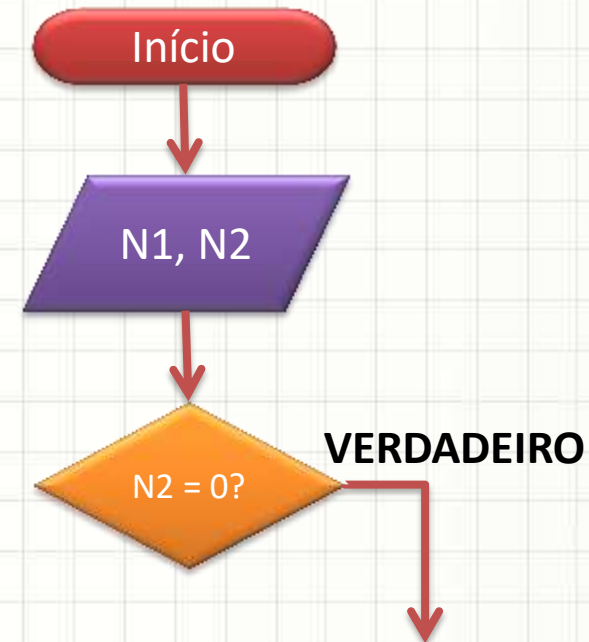 Início
N1, N2
VERDADEIRO
N2 = 0?